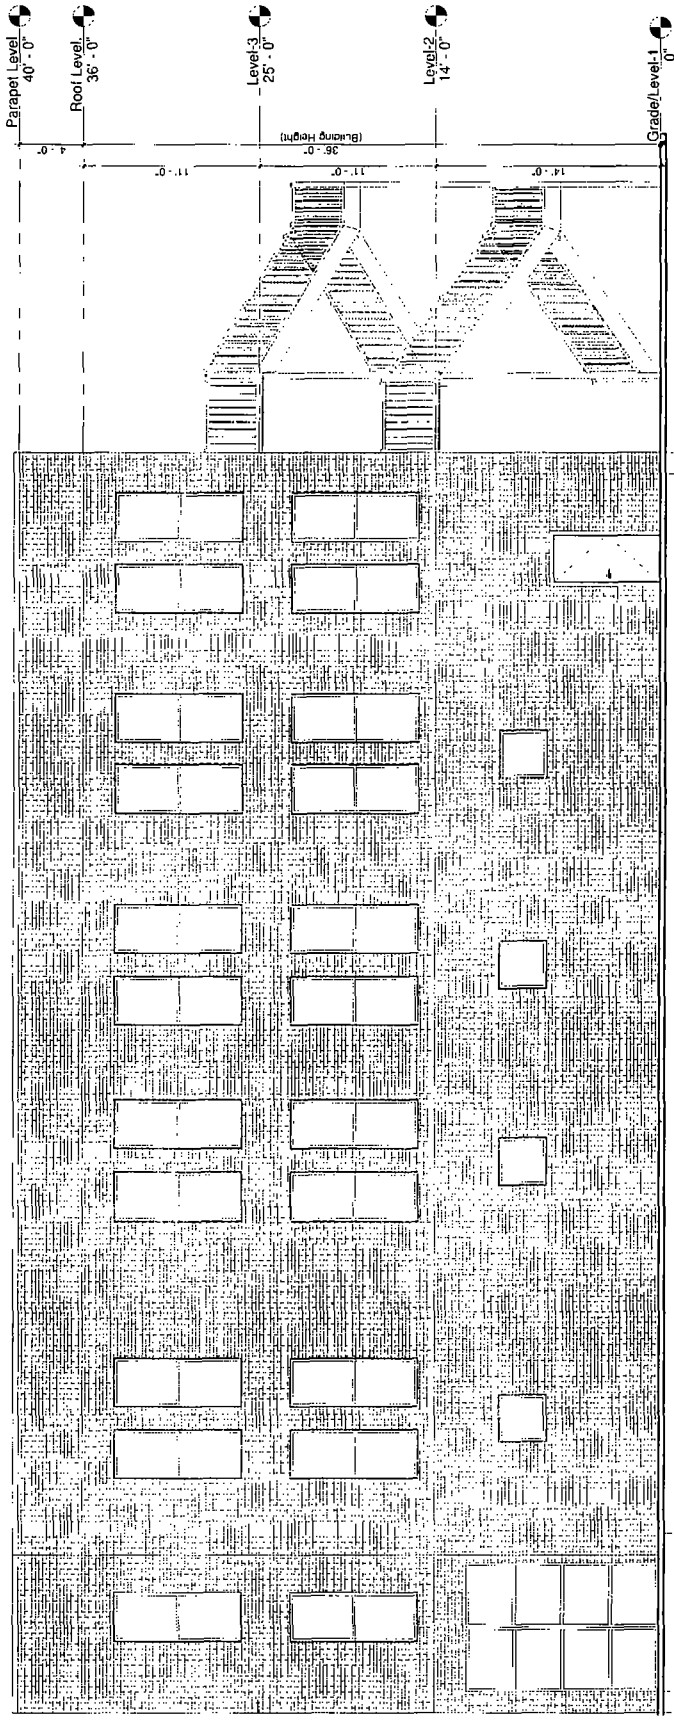 Parapet Level
40' - 0"
Roof Level
36' - 0"
Level-3
25' - 0"
Level-2
14' - 0"
Grade/Level-1
0"
4' - 0"
11' - 0"
11' - 0"
14' - 0"
36' - 0"
(Building Height)